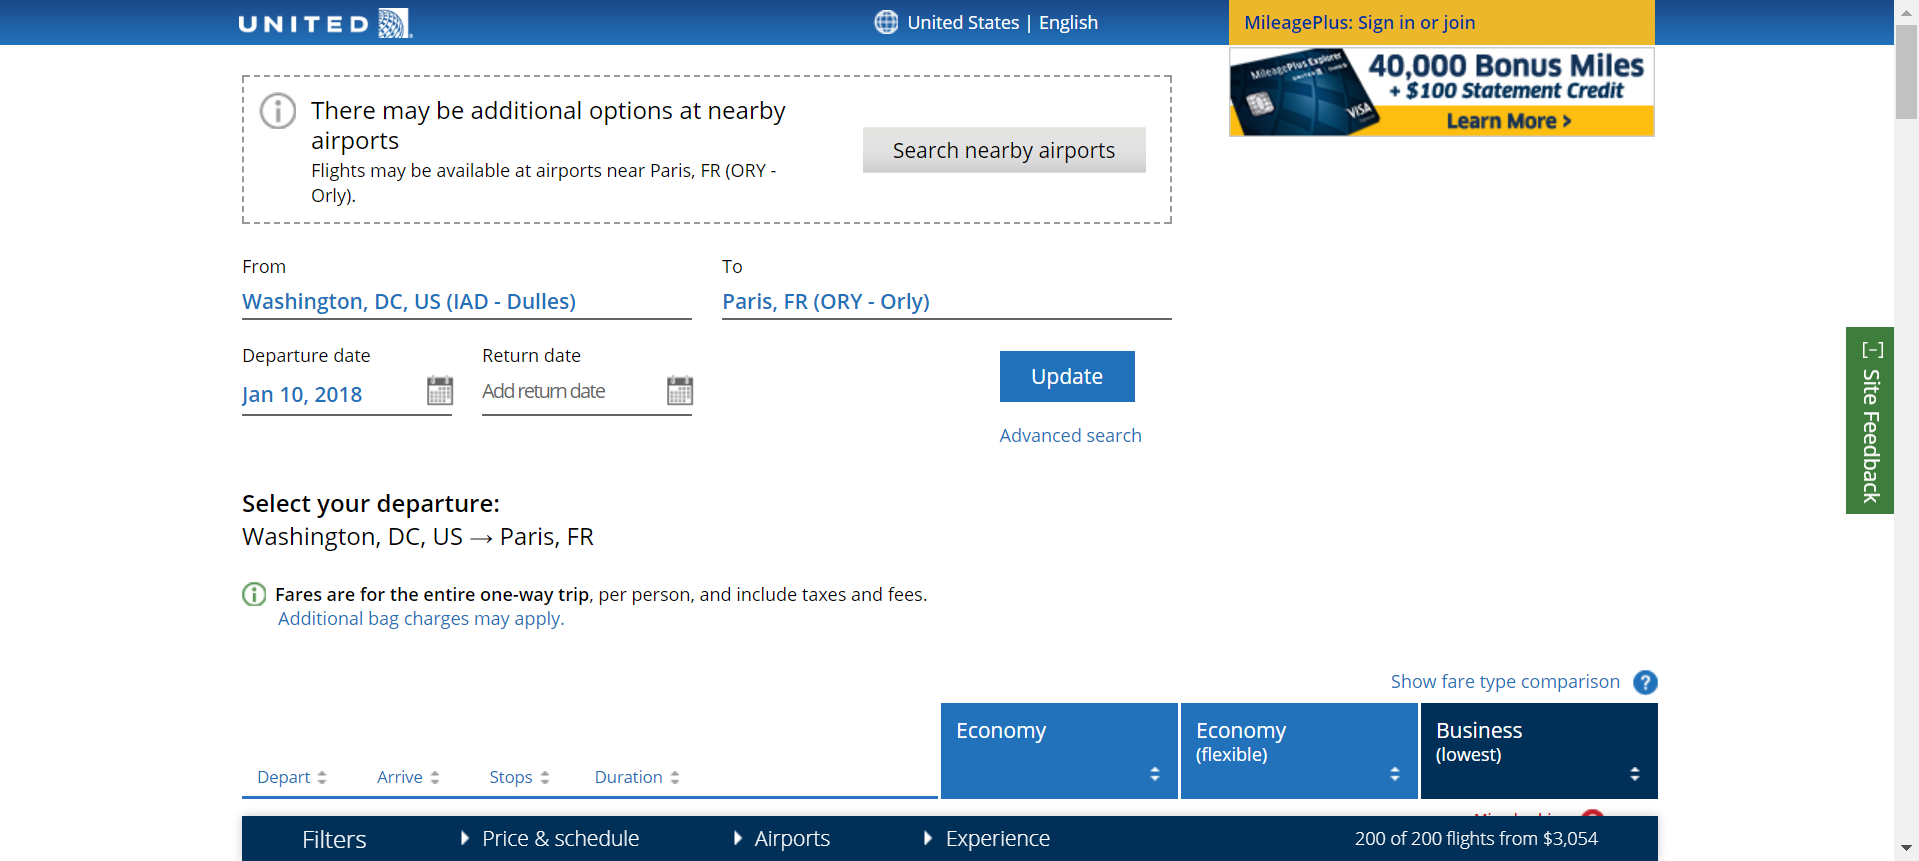 UNITED
United States | English
MileagePlus: Sign in or join
MileagePlus Explorer
UNITED
VISA
40,000 Bonus Miles
+ $100 Statement Credit
Learn More >
There may be additional options at nearby
airports
Flights may be available at airports near Paris, FR (ORY -
Orly).
Search nearby airports
From
Washington, DC, US (IAD - Dulles)
To
Paris, FR (ORY - Orly)
Departure date
Jan 10, 2018
Return date
Add return date
Update
Advanced search
[-] Site Feedback
Select your departure:
Washington, DC, US → Paris, FR
Fares are for the entire one-way trip, per person, and include taxes and fees.
Additional bag charges may apply.
Show fare type comparison ?
Depart
Arrive
Stops
Duration
Economy
Economy
(flexible)
Business
(lowest)
Filters
Price & schedule
Airports
Experience
200 of 200 flights from $3,054